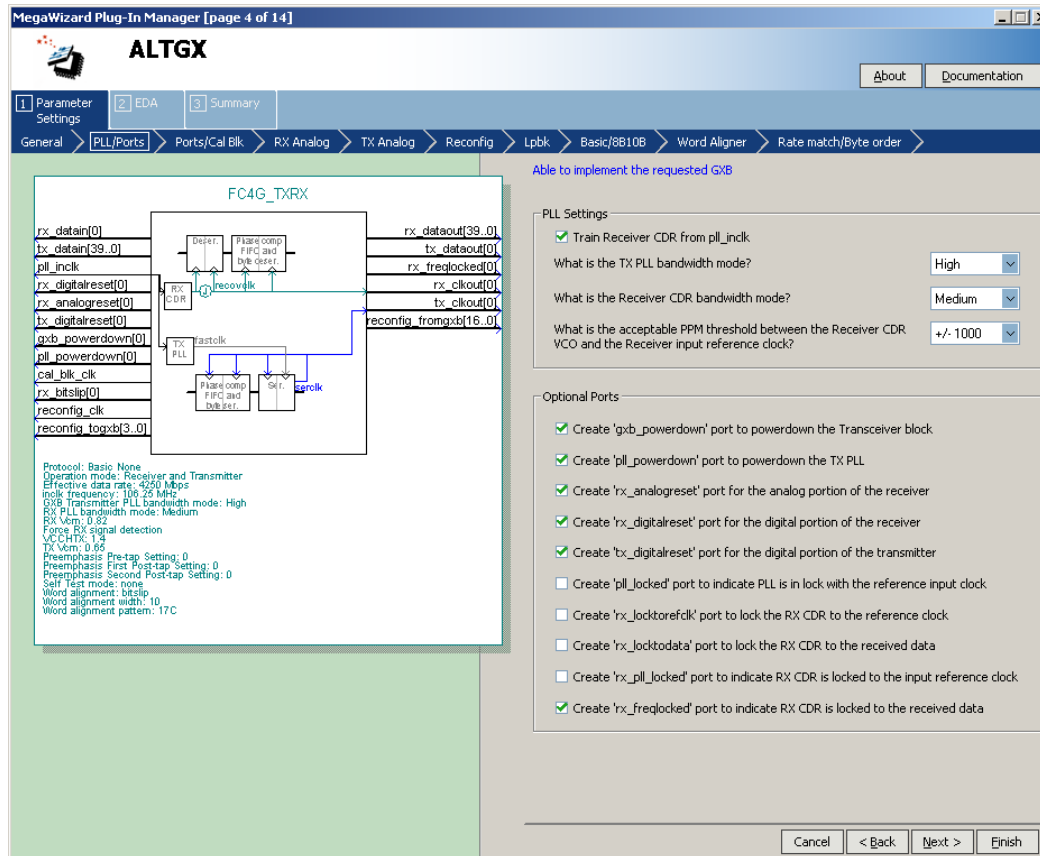 MegaWizard Plug-In Manager [page 4 of 14]
ALTGX
About
Documentation
1 Parameter Settings
2 EDA
3 Summary
General
PLL/Ports
Ports/Cal Blk
RX Analog
TX Analog
Reconfig
Lpbk
Basic/8B10B
Word Aligner
Rate match/Byte order
FC4G_TXRX
rx_datain[0]
tx_datain[39..0]
pll_inclk
rx_digitalreset[0]
rx_analogreset[0]
tx_digitalreset[0]
gxb_powerdown[0]
pll_powerdown[0]
cal_blk_clk
rx_bitslip[0]
reconfig_clk
reconfig_togxb[3..0]
Deser.
Phase comp
FIFO and
byte deser.
RX
CDR
recovclk
TX
PLL
fastclk
Phase comp
FIFO and
byte ser.
Ser.
serclk
rx_dataout[39..0]
tx_dataout[0]
rx_freqlocked[0]
rx_clkout[0]
tx_clkout[0]
reconfig_fromgxb[16..0]
Protocol: Basic None
Operation mode: Receiver and Transmitter
Effective data rate: 4250 Mbps
inclk frequency: 106.25 MHz
GXB Transmitter PLL bandwidth mode: High
RX PLL bandwidth mode: Medium
RX Vcm: 0.82
Force RX signal detection
VCCHTX: 1.4
TX Vcm: 0.65
Preemphasis Pre-tap Setting: 0
Preemphasis First Post-tap Setting: 0
Preemphasis Second Post-tap Setting: 0
Self Test mode: none
Word alignment: bitslip
Word alignment width: 10
Word alignment pattern: 17C
Able to implement the requested GXB
PLL Settings
Train Receiver CDR from pll_inclk
What is the TX PLL bandwidth mode?
High
What is the Receiver CDR bandwidth mode?
Medium
What is the acceptable PPM threshold between the Receiver CDR
VCO and the Receiver input reference clock?
+/- 1000
Optional Ports
Create 'gxb_powerdown' port to powerdown the Transceiver block
Create 'pll_powerdown' port to powerdown the TX PLL
Create 'rx_analogreset' port for the analog portion of the receiver
Create 'rx_digitalreset' port for the digital portion of the receiver
Create 'tx_digitalreset' port for the digital portion of the transmitter
Create 'pll_locked' port to indicate PLL is in lock with the reference input clock
Create 'rx_locktorefclk' port to lock the RX CDR to the reference clock
Create 'rx_locktodata' port to lock the RX CDR to the received data
Create 'rx_pll_locked' port to indicate RX CDR is locked to the input reference clock
Create 'rx_freqlocked' port to indicate RX CDR is locked to the received data
Cancel
< Back
Next >
Finish